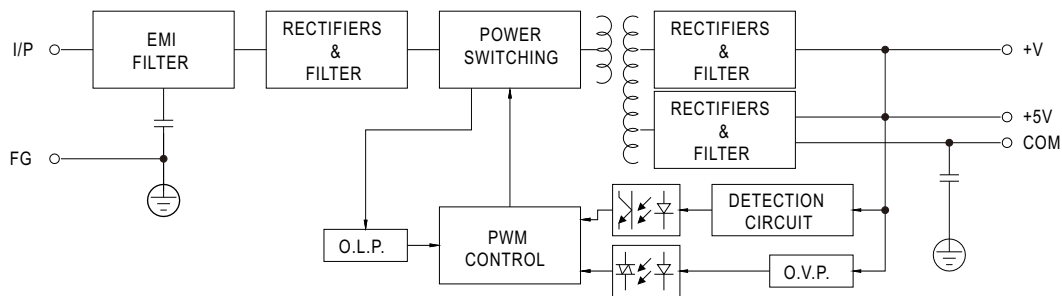 I/P
EMI
FILTER
RECTIFIERS
&
FILTER
POWER
SWITCHING
RECTIFIERS
&
FILTER
+V
RECTIFIERS
&
FILTER
+5V
COM
FG
DETECTION
CIRCUIT
O.L.P.
PWM
CONTROL
O.V.P.